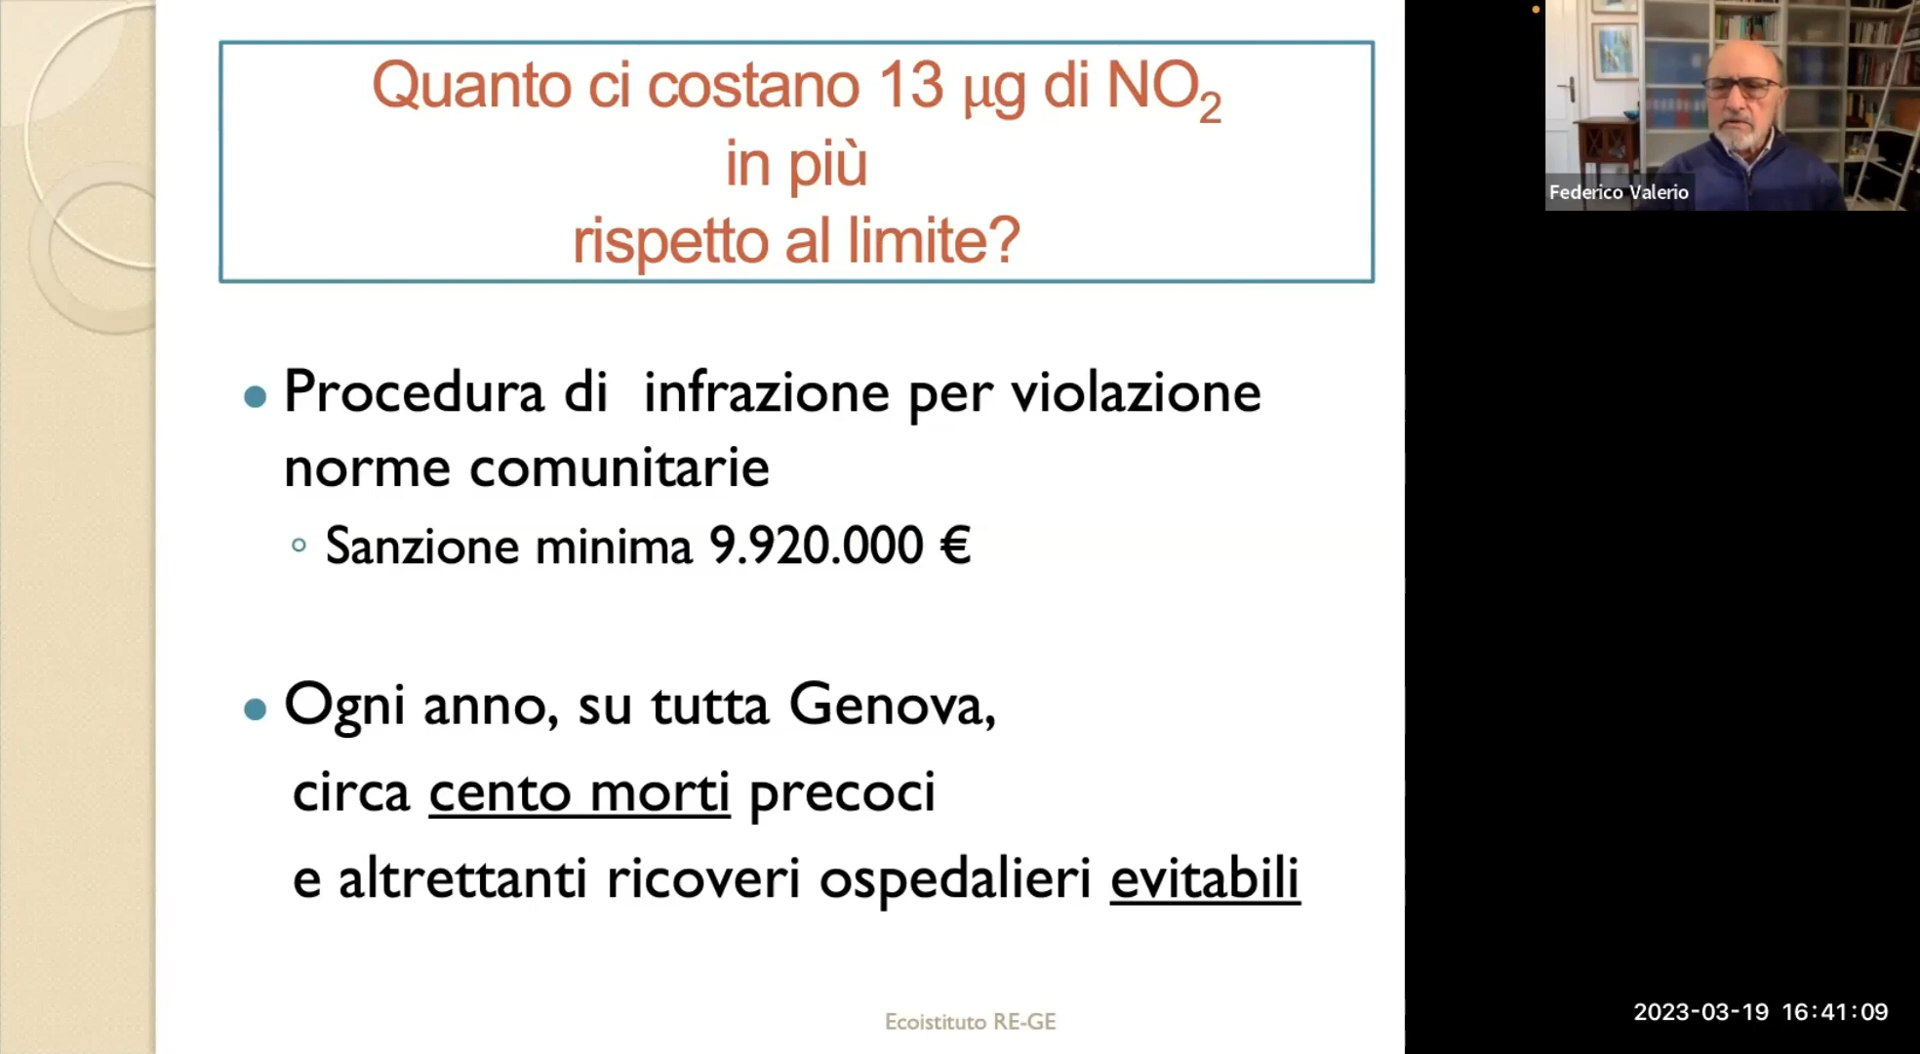 Quanto ci costano 13 µg di NO₂
in più
rispetto al limite?
Procedura di infrazione per violazione
norme comunitarie
Sanzione minima 9.920.000 €
Ogni anno, su tutta Genova,
circa cento morti precoci
e altrettanti ricoveri ospedalieri evitabili
Ecoistituto RE-GE
Federico Valerio
2023-03-19 16:41:09